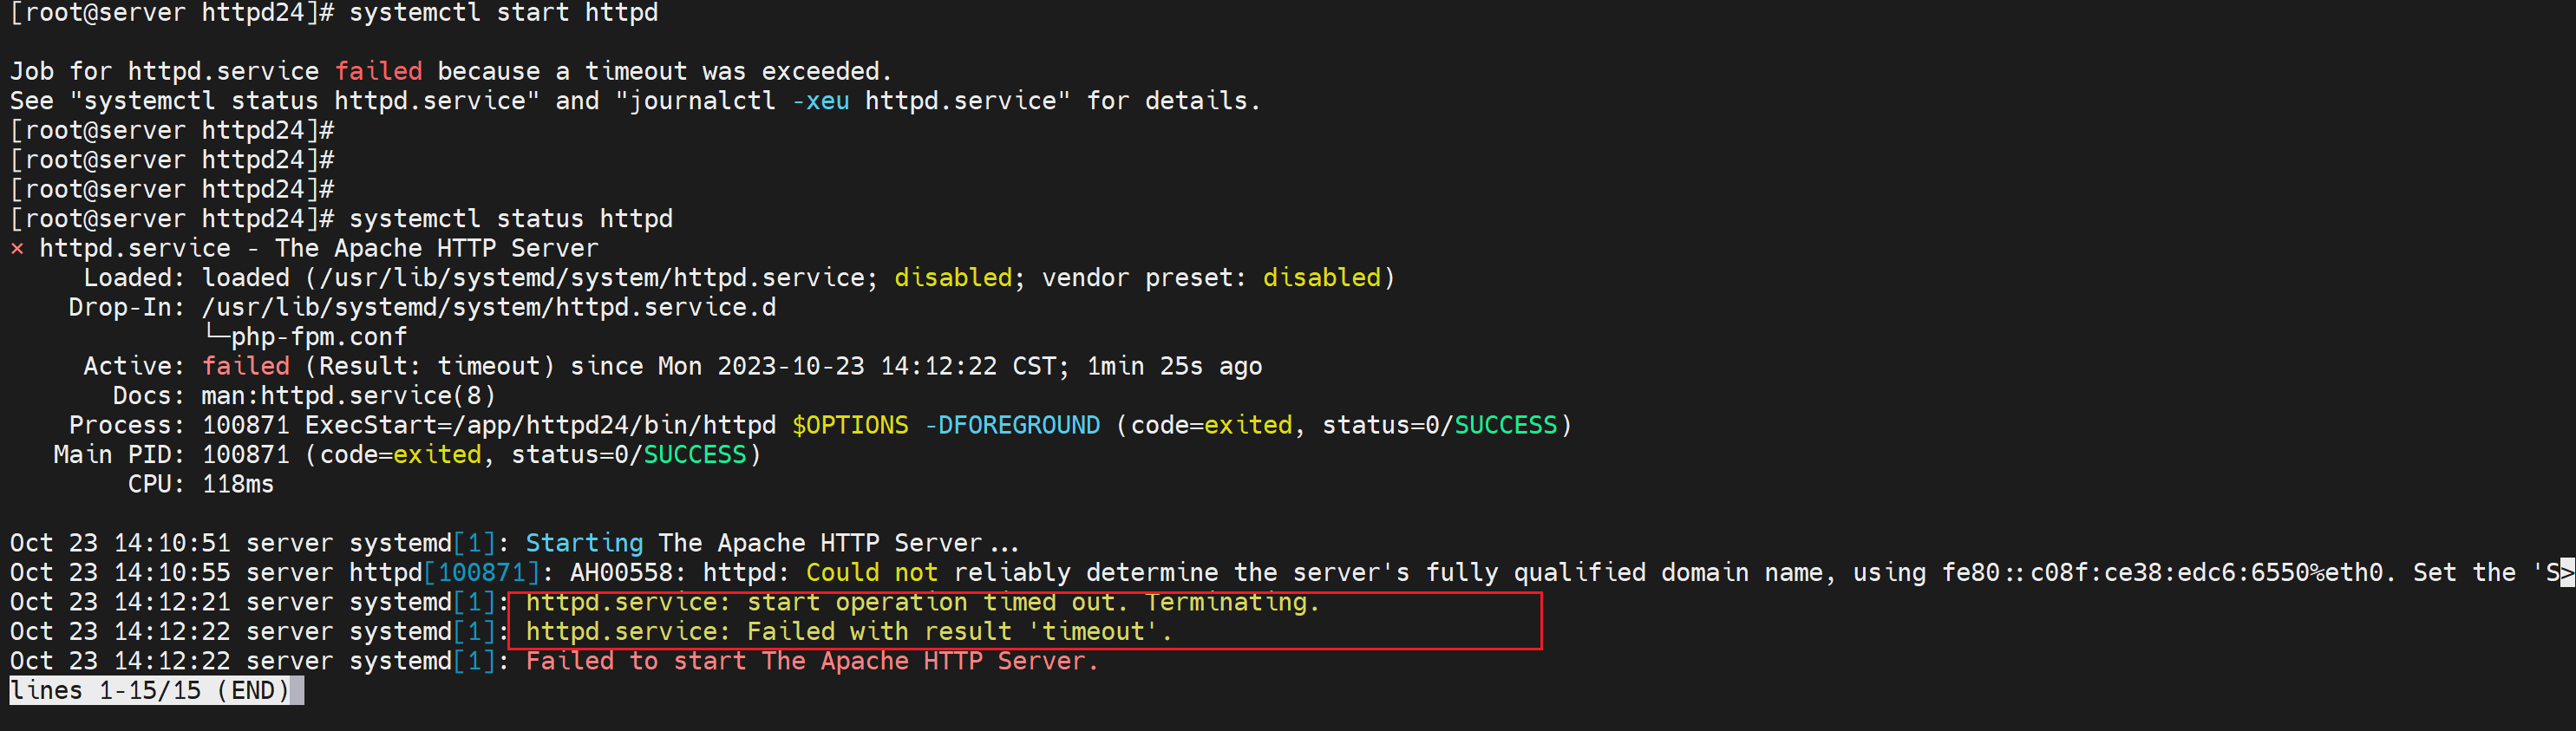 [root@server httpd24]# systemctl start httpd
Job for httpd.service failed because a timeout was exceeded.
See "systemctl status httpd.service" and "journalctl -xeu httpd.service" for details.
[root@server httpd24]#
[root@server httpd24]#
[root@server httpd24]#
[root@server httpd24]# systemctl status httpd
× httpd.service - The Apache HTTP Server
     Loaded: loaded (/usr/lib/systemd/system/httpd.service; disabled; vendor preset: disabled)
    Drop-In: /usr/lib/systemd/system/httpd.service.d
             └─php-fpm.conf
     Active: failed (Result: timeout) since Mon 2023-10-23 14:12:22 CST; 1min 25s ago
       Docs: man:httpd.service(8)
    Process: 100871 ExecStart=/app/httpd24/bin/httpd $OPTIONS -DFOREGROUND (code=exited, status=0/SUCCESS)
   Main PID: 100871 (code=exited, status=0/SUCCESS)
        CPU: 118ms
Oct 23 14:10:51 server systemd[1]: Starting The Apache HTTP Server...
Oct 23 14:10:55 server httpd[100871]: AH00558: httpd: Could not reliably determine the server's fully qualified domain name, using fe80::c08f:ce38:edc6:6550%eth0. Set the 'S>
Oct 23 14:12:21 server systemd[1]: httpd.service: start operation timed out. Terminating.
Oct 23 14:12:22 server systemd[1]: httpd.service: Failed with result 'timeout'.
Oct 23 14:12:22 server systemd[1]: Failed to start The Apache HTTP Server.
lines 1-15/15 (END)